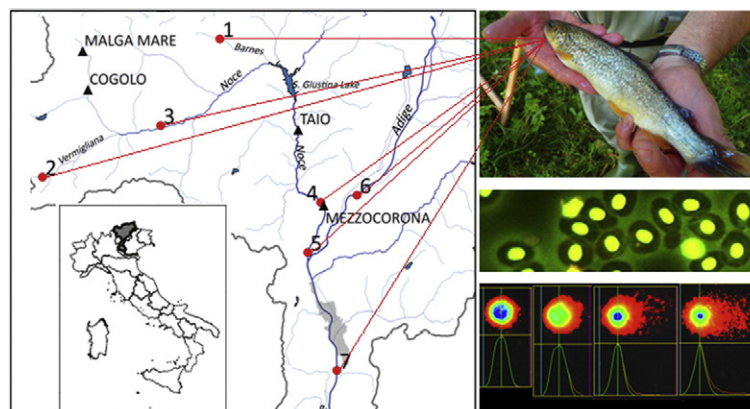 1
MALGA MARE
Barnes
COGOLO
Noce
S. Giustina Lake
3
TAIO
Adige
Vermigliana
2
Noce
4
6
MEZZOCORONA
5
7